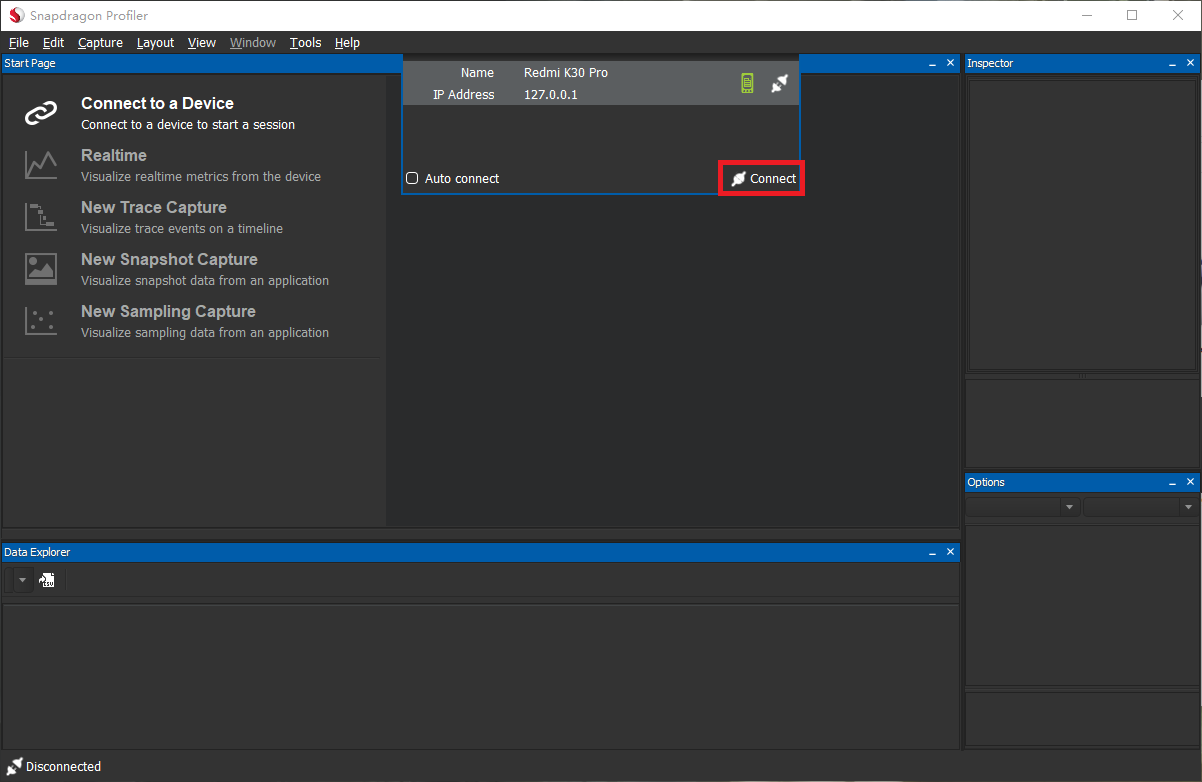 Snapdragon Profiler
File Edit Capture Layout View Window Tools Help
Start Page
Connect to a Device
Connect to a device to start a session
Realtime
Visualize realtime metrics from the device
New Trace Capture
Visualize trace events on a timeline
New Snapshot Capture
Visualize snapshot data from an application
New Sampling Capture
Visualize sampling data from an application
Name Redmi K30 Pro
IP Address 127.0.0.1
Auto connect
Connect
Inspector
Options
Data Explorer
CSV
Disconnected